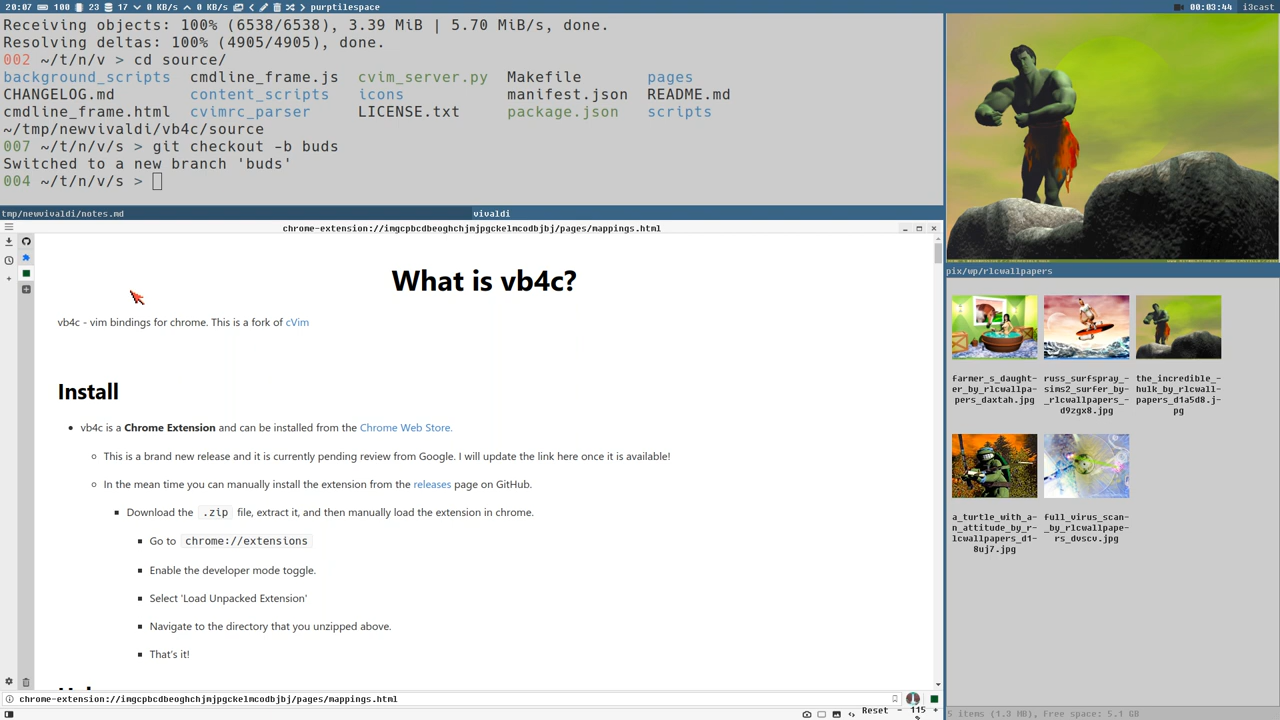 20:07 100 23 17 0 KB/s 0 KB/s purptilespace
00:03:44 i3cast
Receiving objects: 100% (6538/6538), 3.39 MiB | 5.70 MiB/s, done.
Resolving deltas: 100% (4905/4905), done.
002 ~/t/n/v > cd source/
background_scripts cmdline_frame.js cvim_server.py Makefile pages
CHANGELOG.md content_scripts icons manifest.json README.md
cmdline_frame.html cvimrc_parser LICENSE.txt package.json scripts
~/tmp/newvivaldi/vb4c/source
007 ~/t/n/v/s > git checkout -b buds
Switched to a new branch 'buds'
004 ~/t/n/v/s >
tmp/newvivaldi/notes.md vivaldi
chrome-extension://imgcpbcdbeoghchjmjpgckelmcodbjbj/pages/mappings.html
What is vb4c?
vb4c - vim bindings for chrome. This is a fork of cVim
Install
vb4c is a Chrome Extension and can be installed from the Chrome Web Store.
This is a brand new release and it is currently pending review from Google. I will update the link here once it is available!
In the mean time you can manually install the extension from the releases page on GitHub.
Download the .zip file, extract it, and then manually load the extension in chrome.
Go to chrome://extensions
Enable the developer mode toggle.
Select 'Load Unpacked Extension'
Navigate to the directory that you unzipped above.
That's it!
chrome-extension://imgcpbcdbeoghchjmjpgckelmcodbjbj/pages/mappings.html
Reset - 115 % +
pix/wp/rlcwallpapers
farmer_s_daught-
er_by_rlcwallpa-
pers_daxtah.jpg
russ_surfspray_-
sims2_surfer_by-
_rlcwallpapers_-
d9zgx8.jpg
the_incredible_-
hulk_by_rlcwall-
papers_d1a5d8.j-
pg
a_turtle_with_a-
n_attitude_by_r-
lcwallpapers_d1-
8uj7.jpg
full_virus_scan-
_by_rlcwallpape-
rs_dvscv.jpg
5 items (1.3 MB), Free space: 5.1 GB